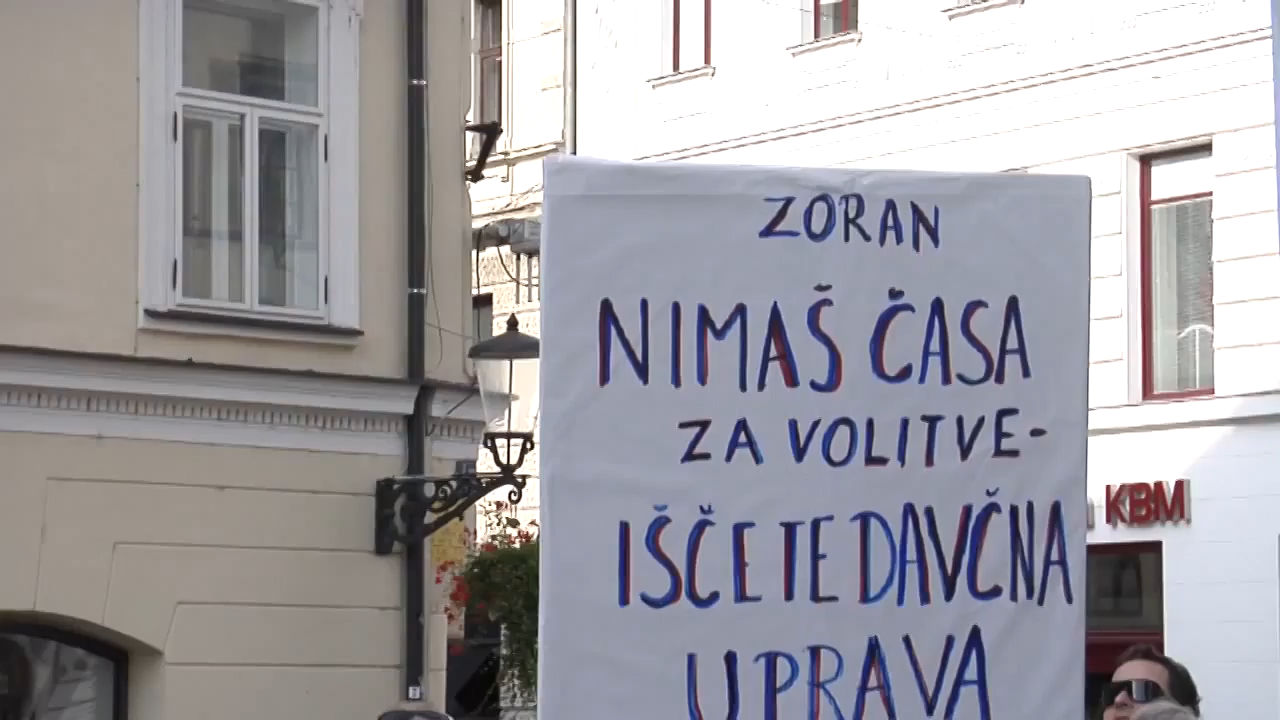 ZORAN
NIMAŠ ČASA
ZA VOLITVE-
IŠČE TE DAVČNA
UPRAVA
KBM